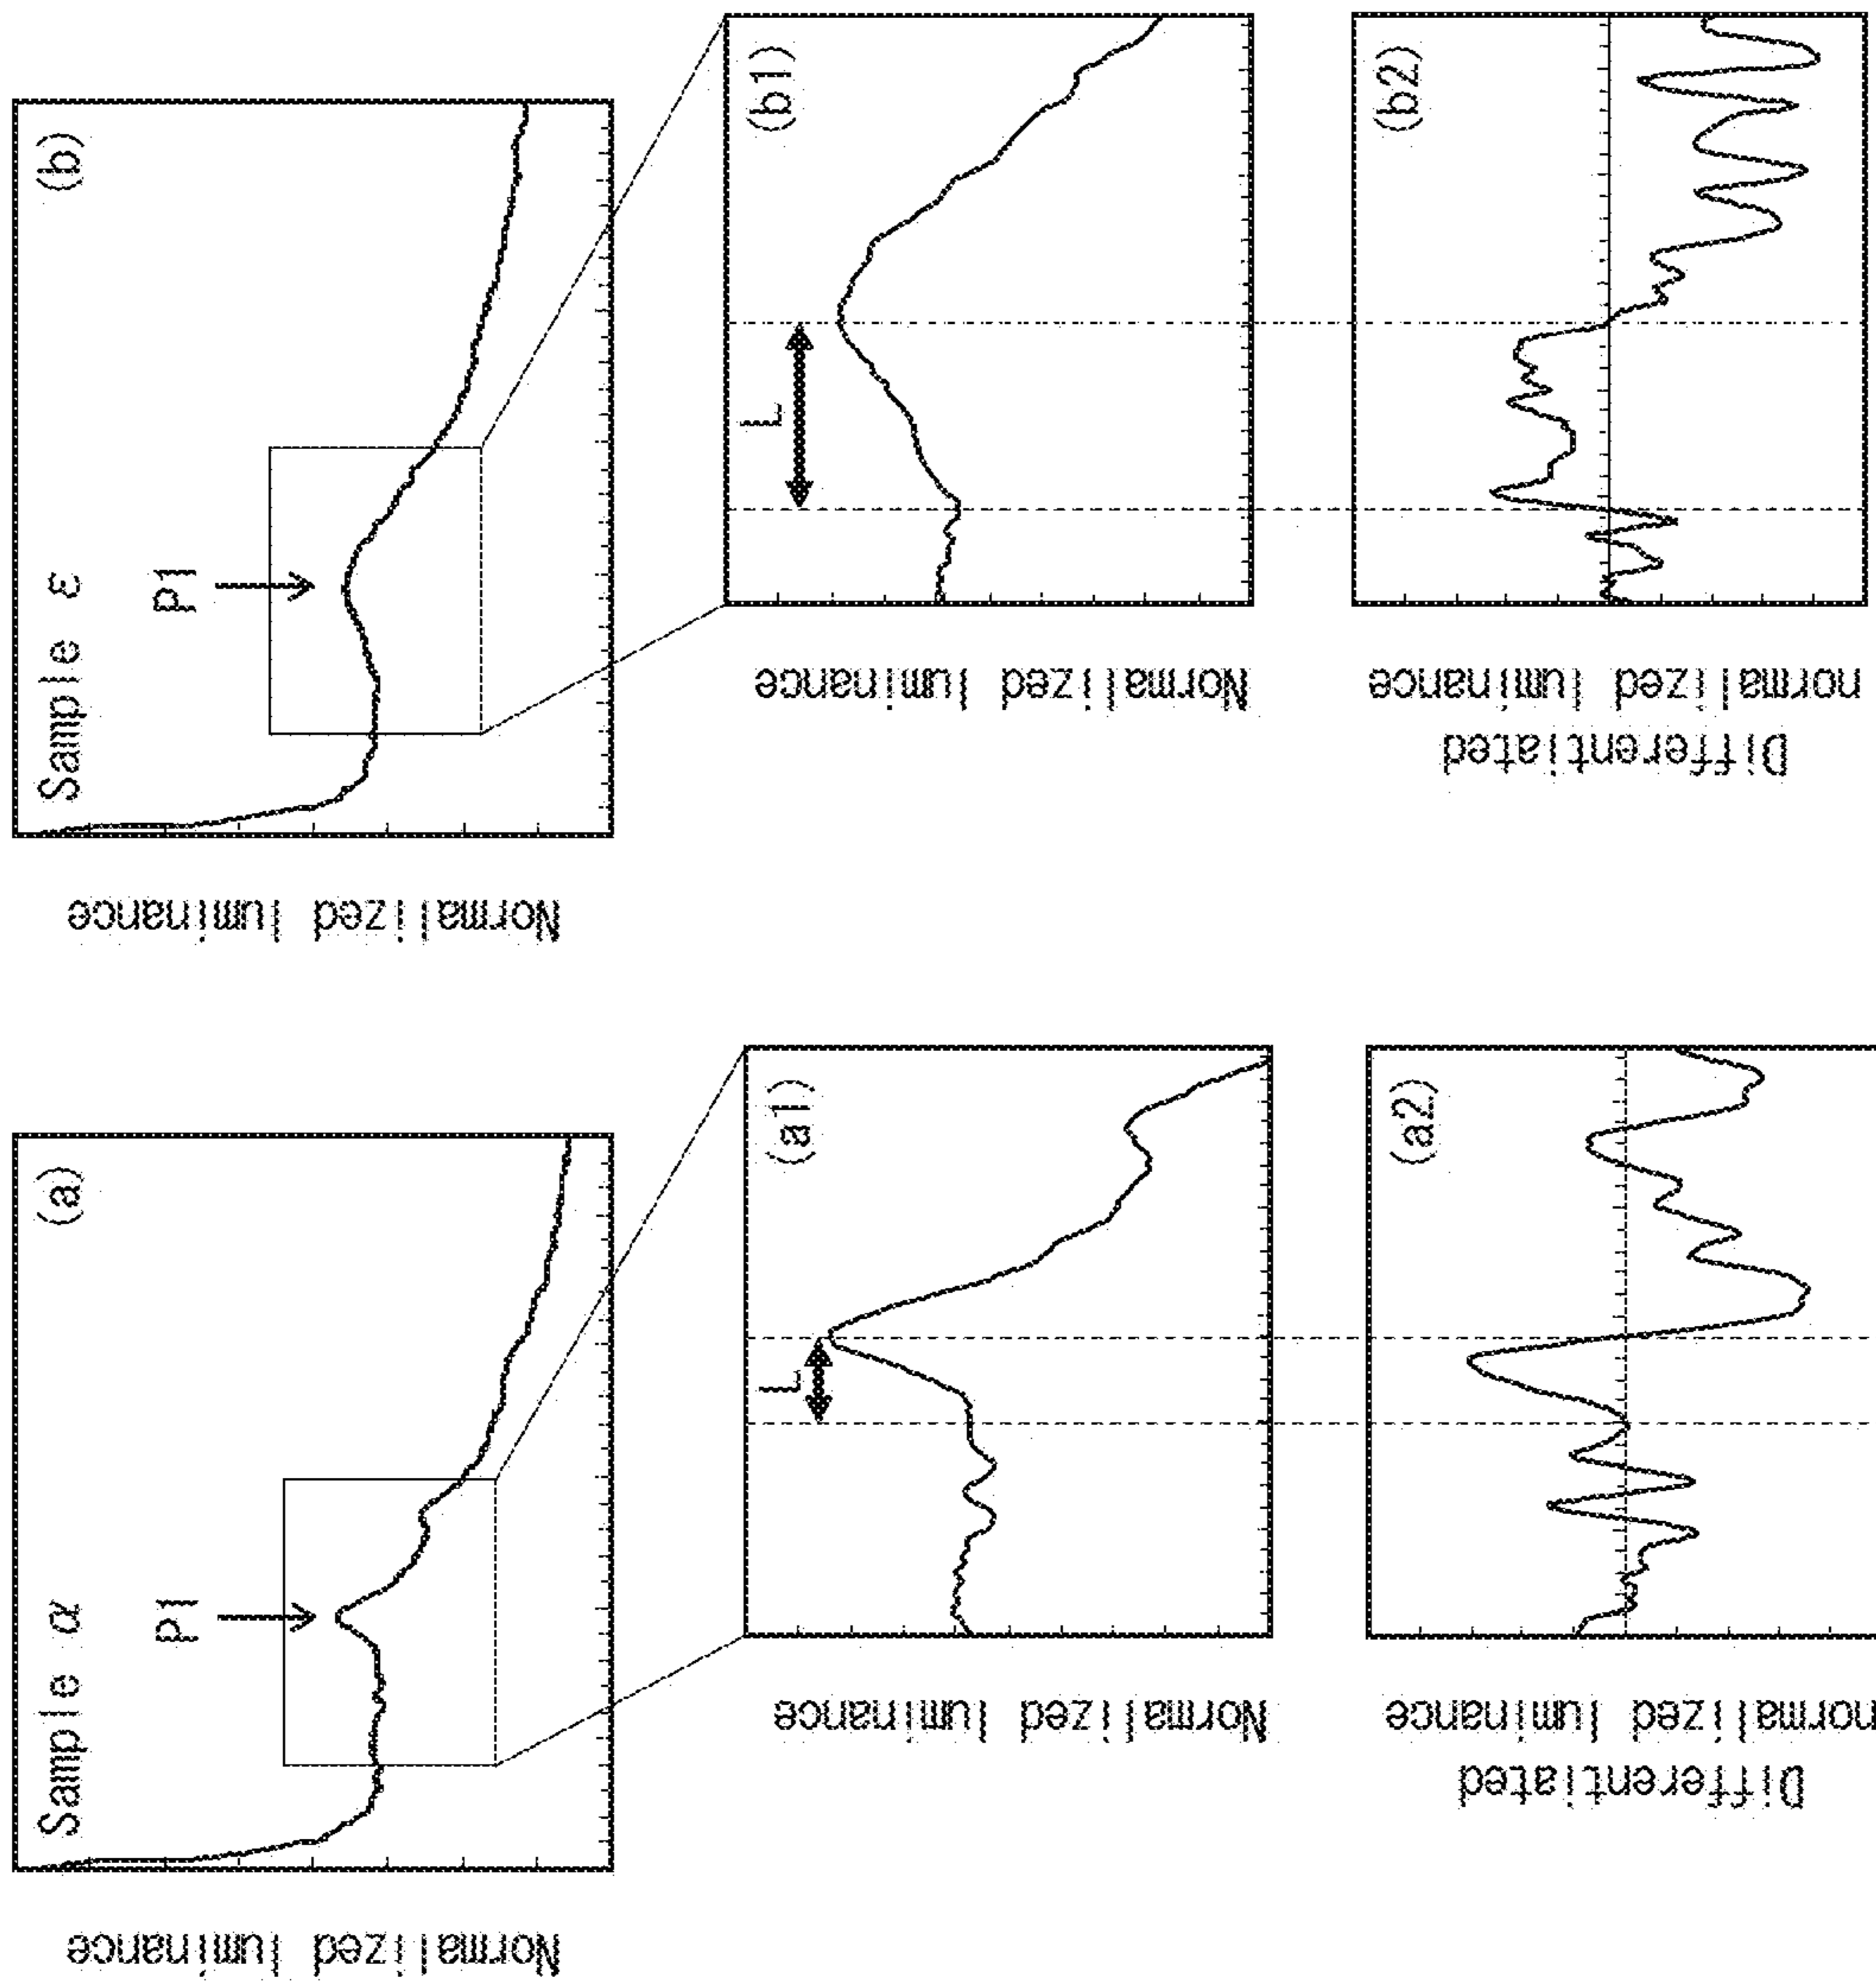 Sample α
(a)
P1
Normalized luminance
(a1)
L
Normalized luminance
(a2)
Differentiated
normalized luminance
Sample ε
(b)
P1
Normalized luminance
(b1)
L
Normalized luminance
(b2)
Differentiated
normalized luminance